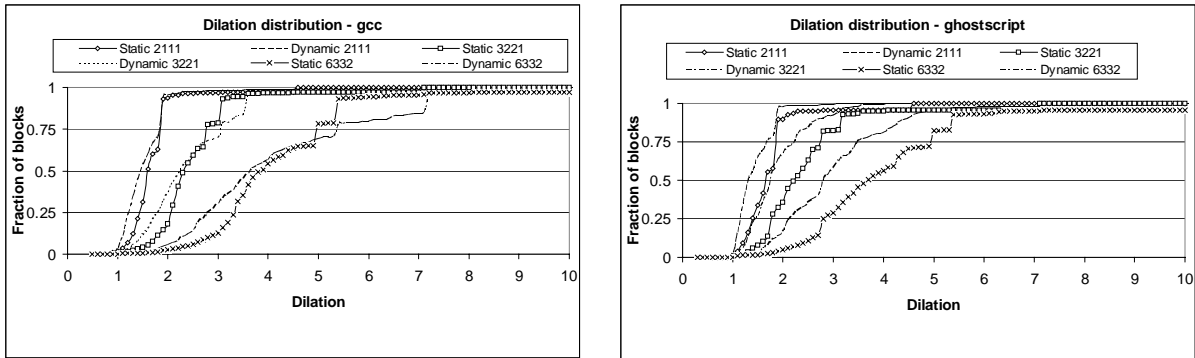 Dilation distribution - gcc
Static 2111 Dynamic 2111 Static 3221
Dynamic 3221 Static 6332 Dynamic 6332
1
0.75
0.5
0.25
0
Fraction of blocks
0 1 2 3 4 5 6 7 8 9 10
Dilation
Dilation distribution - ghostscript
Static 2111 Dynamic 2111 Static 3221
Dynamic 3221 Static 6332 Dynamic 6332
1
0.75
0.5
0.25
0
Fraction of blocks
0 1 2 3 4 5 6 7 8 9 10
Dilation